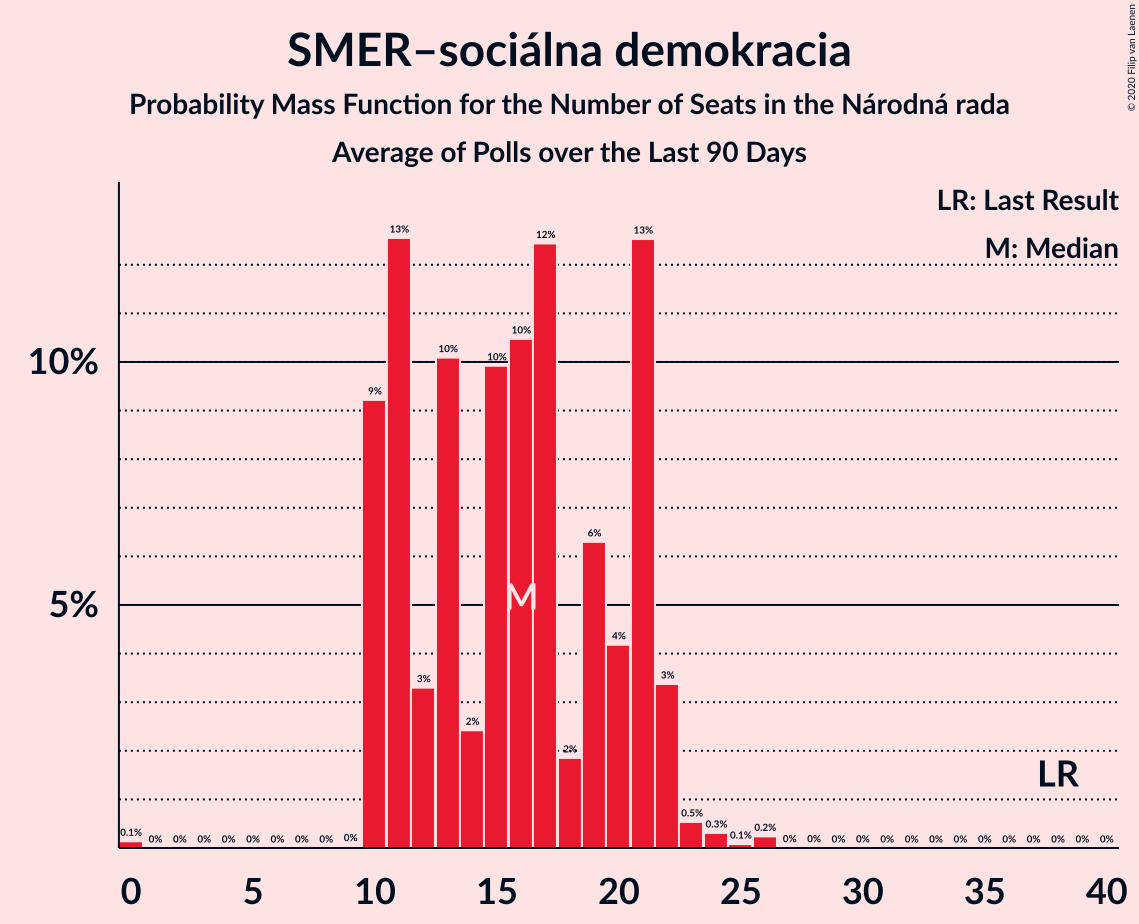 SMER–sociálna demokracia
Probability Mass Function for the Number of Seats in the Národná rada
Average of Polls over the Last 90 Days
© 2020 Filip van Laenen
LR: Last Result
M: Median
10%
5%
0.1% 0% 0% 0% 0% 0% 0% 0% 0% 0% 9% 13% 3% 10% 2% 10% 10% 12% 2% 6% 4% 13% 3% 0.5% 0.3% 0.1% 0.2% 0% 0% 0% 0% 0% 0% 0% 0% 0% 0% 0% 0% 0% 0%
M
LR
0 5 10 15 20 25 30 35 40